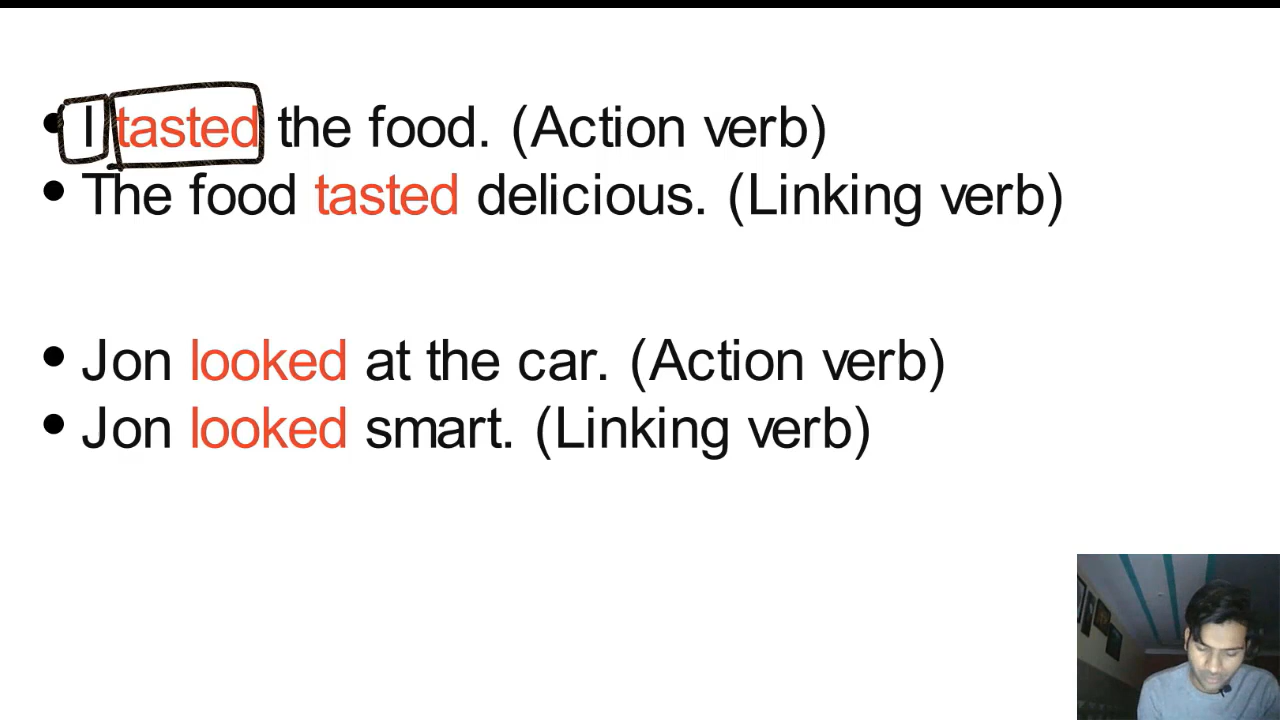 • I tasted the food. (Action verb)
• The food tasted delicious. (Linking verb)
• Jon looked at the car. (Action verb)
• Jon looked smart. (Linking verb)